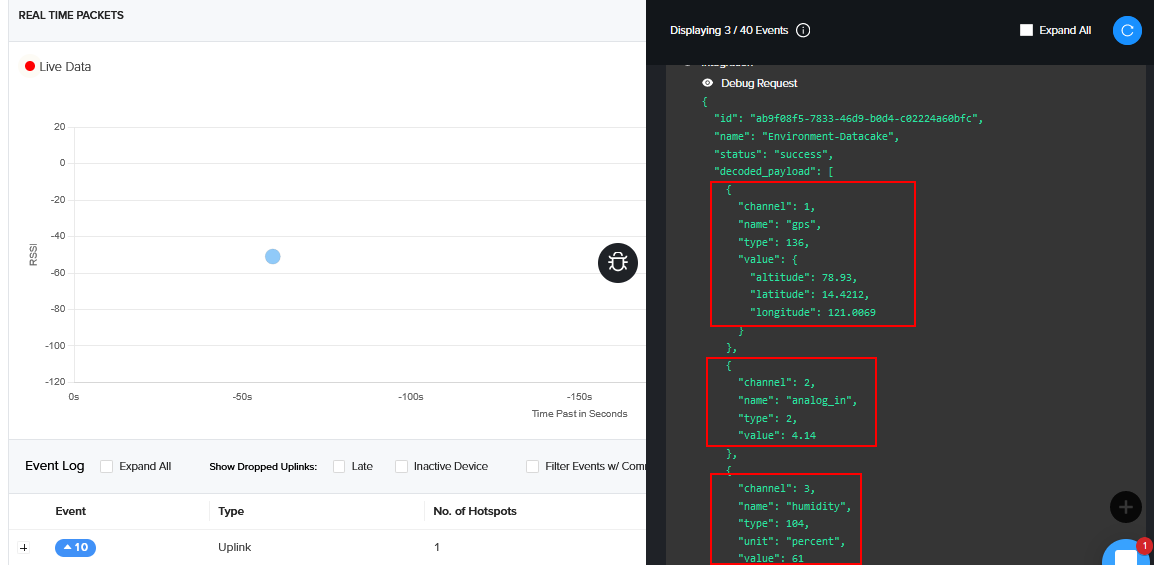 REAL TIME PACKETS
Live Data
20
0
-20
-40
-60
-80
-100
-120
RSSI
0s
-50s
-100s
-150s
Time Past in Seconds
Event Log
Expand All
Show Dropped Uplinks:
Late
Inactive Device
Filter Events w/ Com
Event
Type
No. of Hotspots
10
Uplink
1
Displaying 3 / 40 Events
Expand All
Debug Request
{
"id": "ab9f08f5-7833-46d9-b0d4-c02224a60bfc",
"name": "Environment-Datacake",
"status": "success",
"decoded_payload": [
{
"channel": 1,
"name": "gps",
"type": 136,
"value": {
"altitude": 78.93,
"latitude": 14.4212,
"longitude": 121.0069
}
},
{
"channel": 2,
"name": "analog_in",
"type": 2,
"value": 4.14
},
{
"channel": 3,
"name": "humidity",
"type": 104,
"unit": "percent",
"value": 61
1